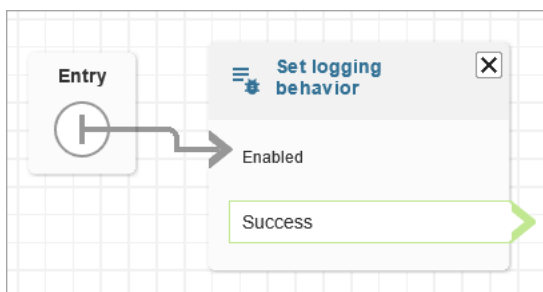 Entry
Set logging
behavior
Enabled
Success